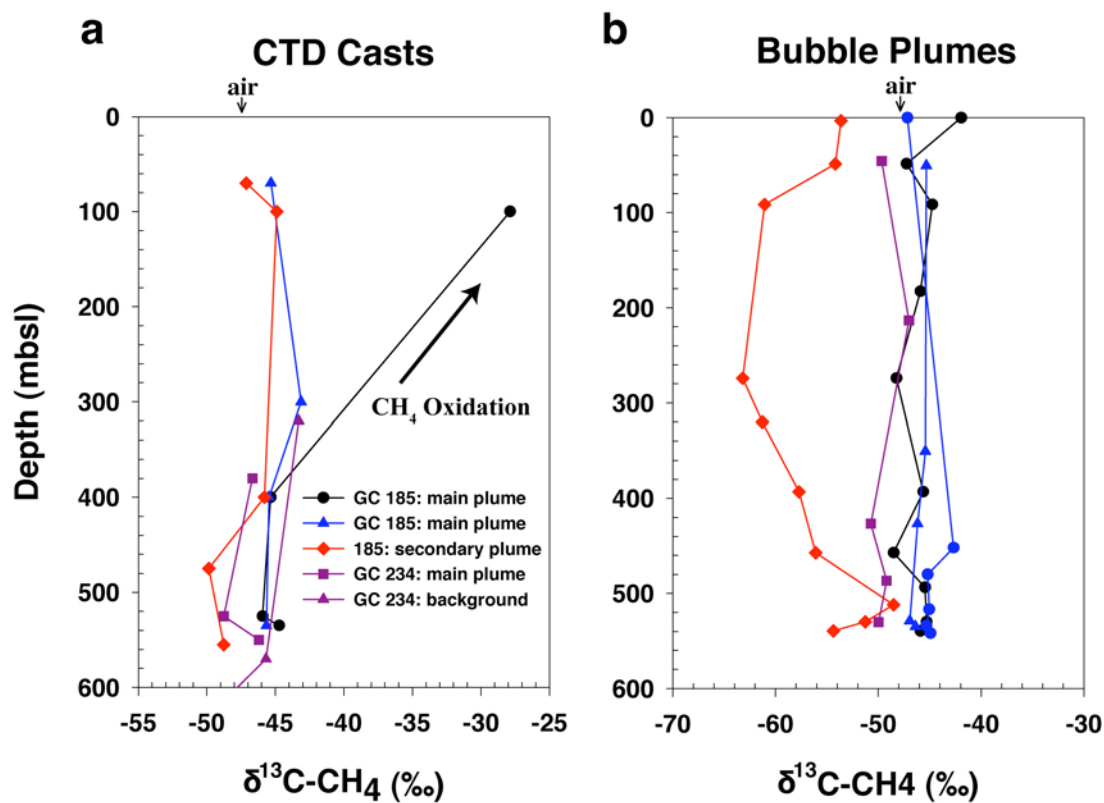 a
CTD Casts
air
0
100
200
300
400
500
600
Depth (mbsl)
CH4 Oxidation
GC 185: main plume
GC 185: main plume
185: secondary plume
GC 234: main plume
GC 234: background
-55
-50
-45
-40
-35
-30
-25
δ13C-CH4 (‰)
b
Bubble Plumes
air
0
100
200
300
400
500
600
-70
-60
-50
-40
-30
δ13C-CH4 (‰)